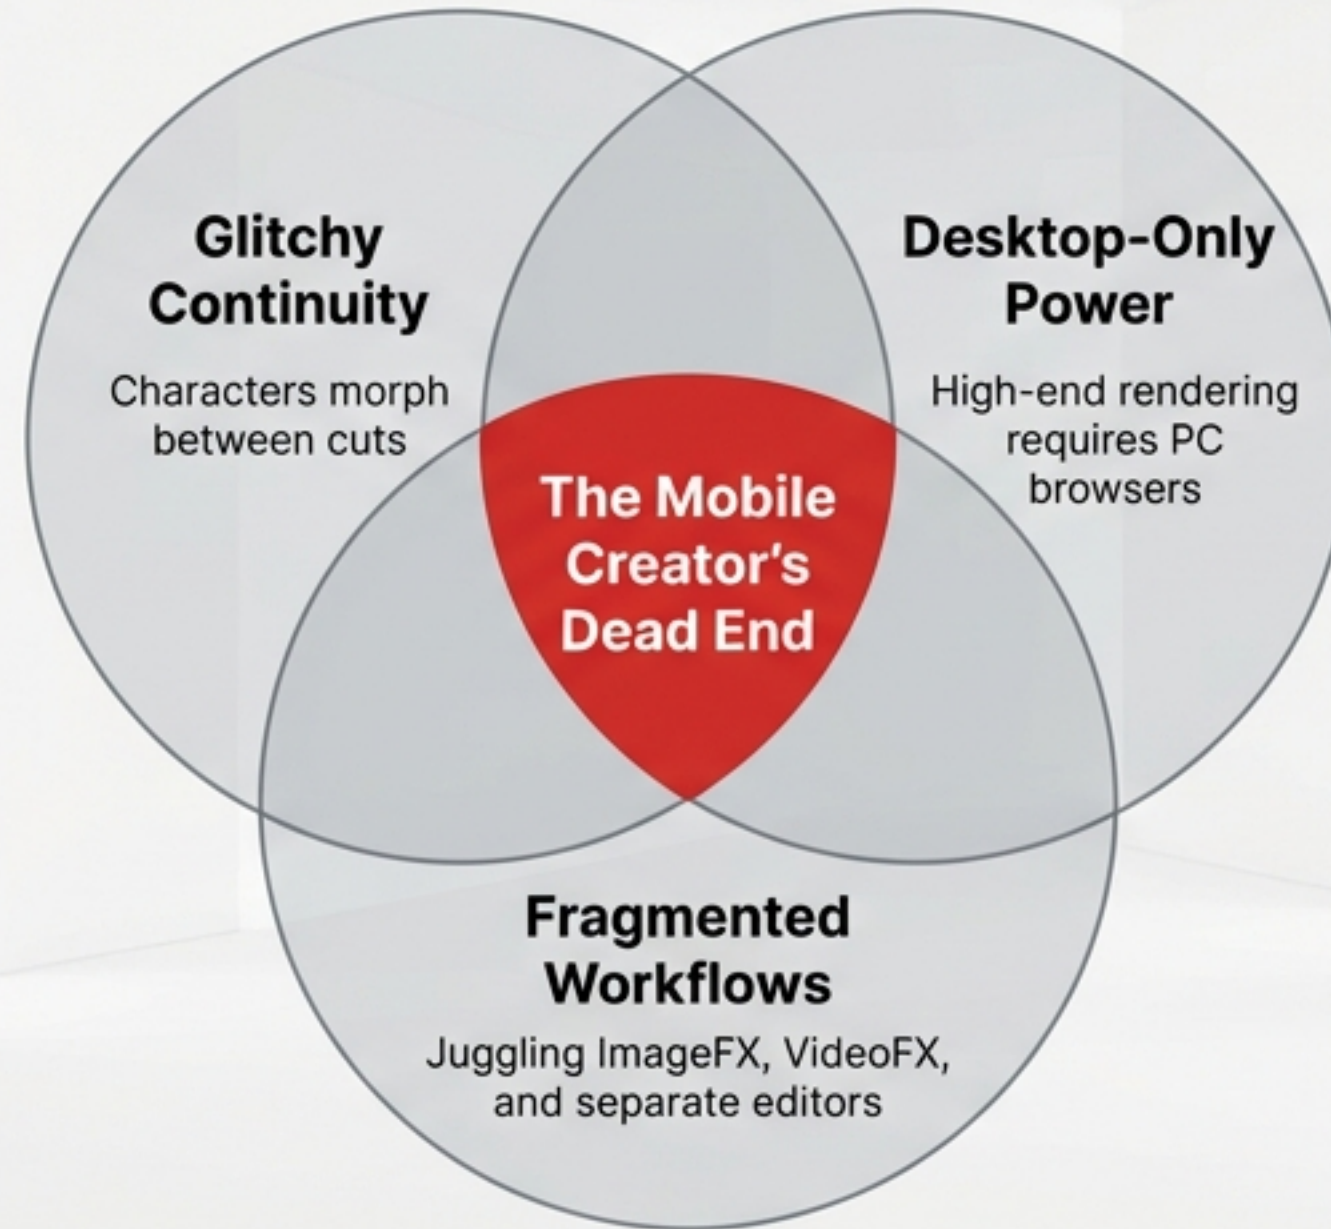 Glitchy
Continuity
Characters morph
between cuts
Desktop-Only
Power
High-end rendering
requires PC
browsers
The Mobile
Creator's
Dead End
Fragmented
Workflows
Juggling ImageFX, VideoFX,
and separate editors